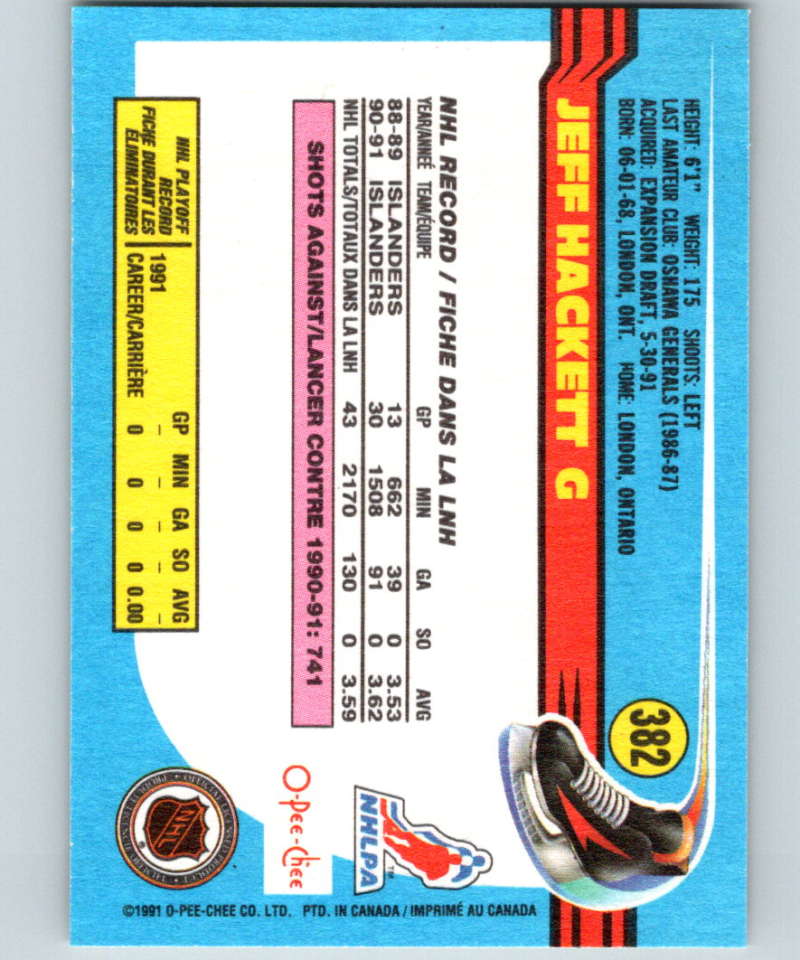 382
HEIGHT: 6'1" WEIGHT: 175 SHOOTS: LEFT
LAST AMATEUR CLUB: OSHAWA GENERALS (1986-87)
ACQUIRED: EXPANSION DRAFT, 5-30-91
BORN: 06-01-68, LONDON, ONT. HOME: LONDON, ONTARIO
JEFF HACKETT G
NHL RECORD / FICHE DANS LA LNH
YEAR/ANNEÉ TEAM/ÉQUIPE GP MIN GA SO AVG
88-89 ISLANDERS 13 662 39 0 3.53
90-91 ISLANDERS 30 1508 91 0 3.62
NHL TOTALS/TOTAUX DANS LA LNH 43 2170 130 0 3.59
SHOTS AGAINST/LANCER CONTRE 1990-91: 741
NHL PLAYOFF
RECORD
FICHE DURANT LES
ÉLIMINATOIRES
GP MIN GA SO AVG
1991 – – – – –
CAREER/CARRIÈRE 0 0 0 0 0.00
NHLPA
TM
O-Pee-Chee
NHL
©1991 O-PEE-CHEE CO. LTD. PTD. IN CANADA / IMPRIMÉ AU CANADA